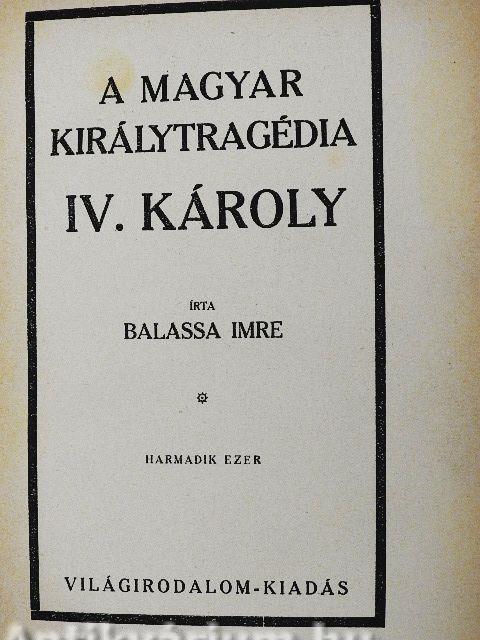 A MAGYAR
KIRÁLYTRAGÉDIA
IV. KÁROLY
ÍRTA
BALASSA IMRE
HARMADIK EZER
VILÁGIRODALOM-KIADÁS